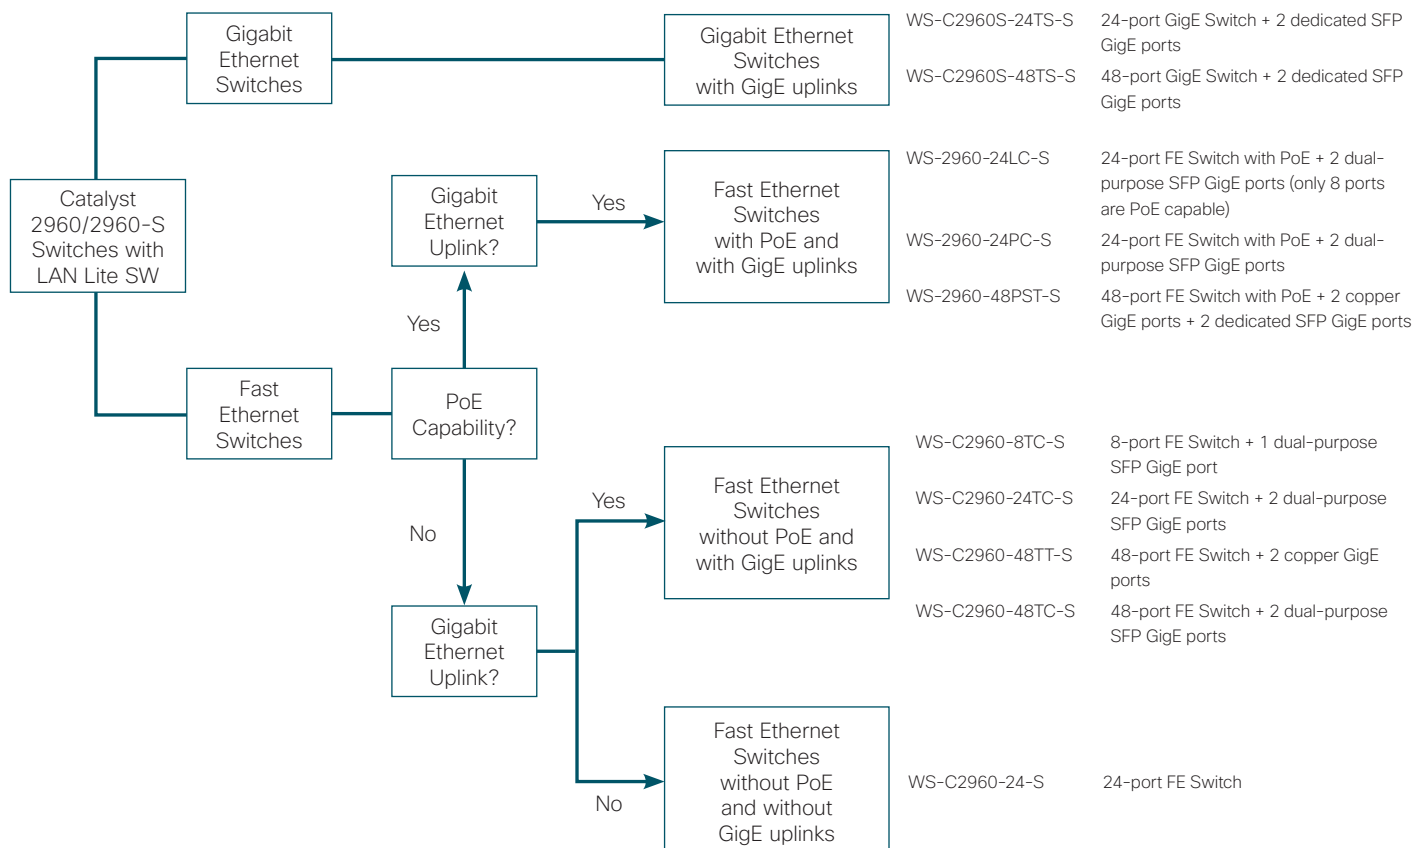 Gigabit
Ethernet
Switches
Gigabit Ethernet
Switches
with GigE uplinks
WS-C2960S-24TS-S
24-port GigE Switch + 2 dedicated SFP
GigE ports
WS-C2960S-48TS-S
48-port GigE Switch + 2 dedicated SFP
GigE ports
Catalyst
2960/2960-S
Switches with
LAN Lite SW
Gigabit
Ethernet
Uplink?
Yes
Fast Ethernet
Switches
with PoE and
with GigE uplinks
WS-2960-24LC-S
24-port FE Switch with PoE + 2 dual-
purpose SFP GigE ports (only 8 ports
are PoE capable)
WS-2960-24PC-S
24-port FE Switch with PoE + 2 dual-
purpose SFP GigE ports
WS-2960-48PST-S
48-port FE Switch with PoE + 2 copper
GigE ports + 2 dedicated SFP GigE ports
Yes
Fast
Ethernet
Switches
PoE
Capability?
No
Yes
Fast Ethernet
Switches
without PoE and
with GigE uplinks
WS-C2960-8TC-S
8-port FE Switch + 1 dual-purpose
SFP GigE port
WS-C2960-24TC-S
24-port FE Switch + 2 dual-purpose
SFP GigE ports
WS-C2960-48TT-S
48-port FE Switch + 2 copper GigE
ports
WS-C2960-48TC-S
48-port FE Switch + 2 dual-purpose
SFP GigE ports
Gigabit
Ethernet
Uplink?
No
Fast Ethernet
Switches
without PoE
and without
GigE uplinks
WS-C2960-24-S
24-port FE Switch